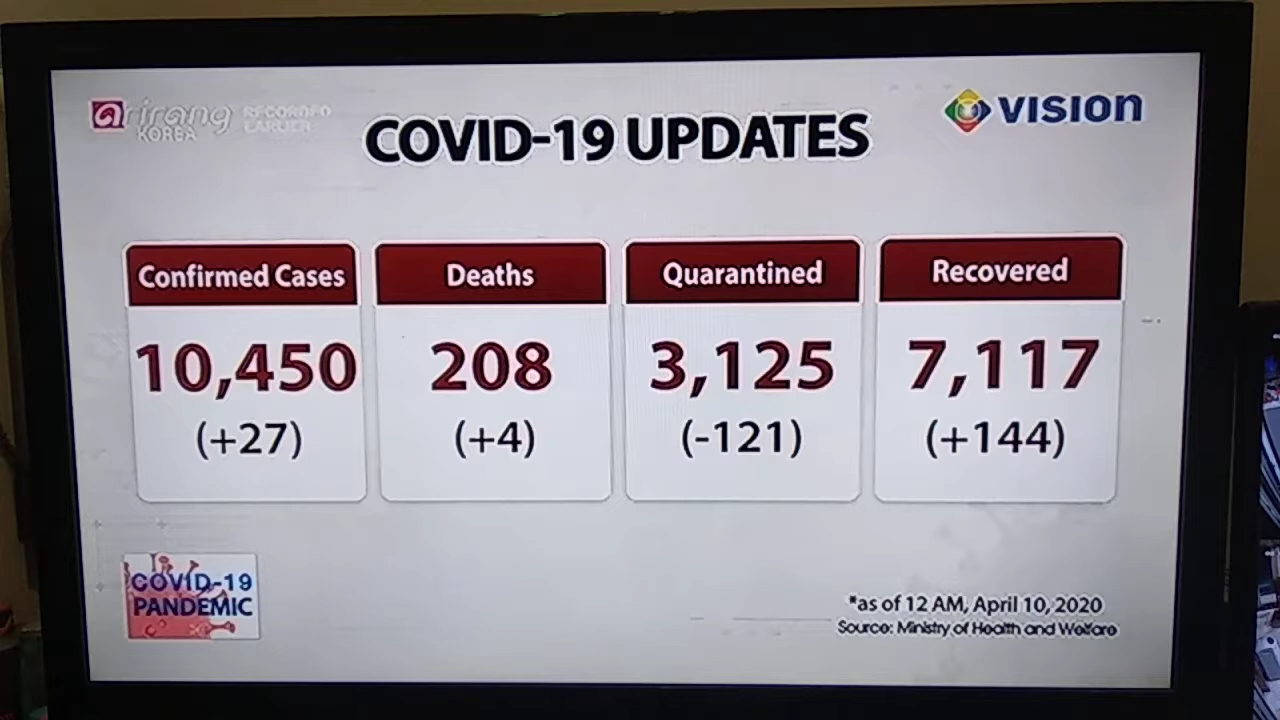 arirang
KOREA
RECORDED
EARLIER
VISION
COVID-19 UPDATES
Confirmed Cases
10,450
(+27)
Deaths
208
(+4)
Quarantined
3,125
(-121)
Recovered
7,117
(+144)
COVID-19
PANDEMIC
*as of 12 AM, April 10, 2020
Source: Ministry of Health and Welfare